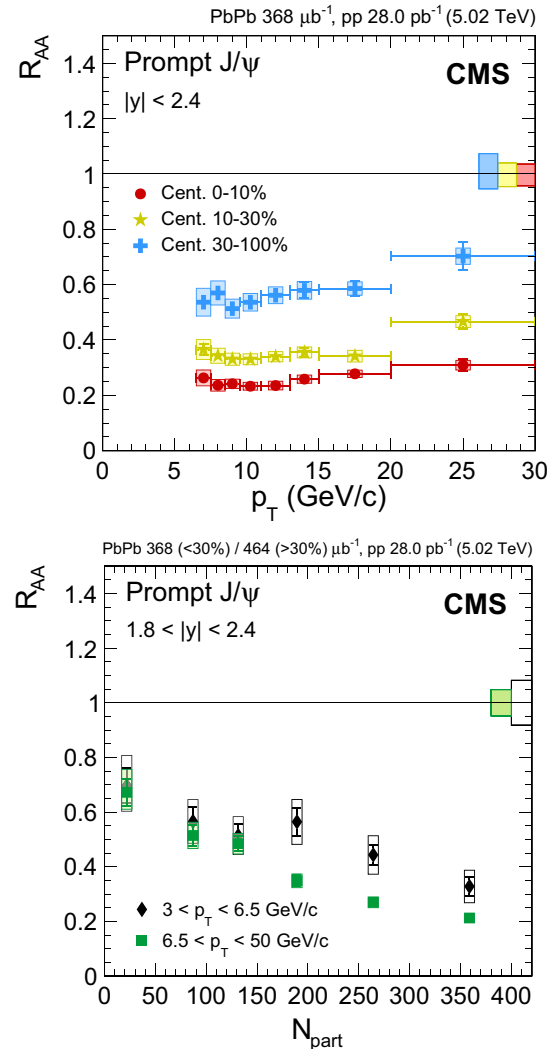 PbPb 368 μb⁻¹, pp 28.0 pb⁻¹ (5.02 TeV)
R_AA
1.4
1.2
1
0.8
0.6
0.4
0.2
0
Prompt J/ψ
CMS
|y| < 2.4
Cent. 0-10%
Cent. 10-30%
Cent. 30-100%
0 5 10 15 20 25 30
p_T (GeV/c)
PbPb 368 (<30%) / 464 (>30%) μb⁻¹, pp 28.0 pb⁻¹ (5.02 TeV)
R_AA
1.4
1.2
1
0.8
0.6
0.4
0.2
0
Prompt J/ψ
CMS
1.8 < |y| < 2.4
3 < p_T < 6.5 GeV/c
6.5 < p_T < 50 GeV/c
0 50 100 150 200 250 300 350 400
N_part